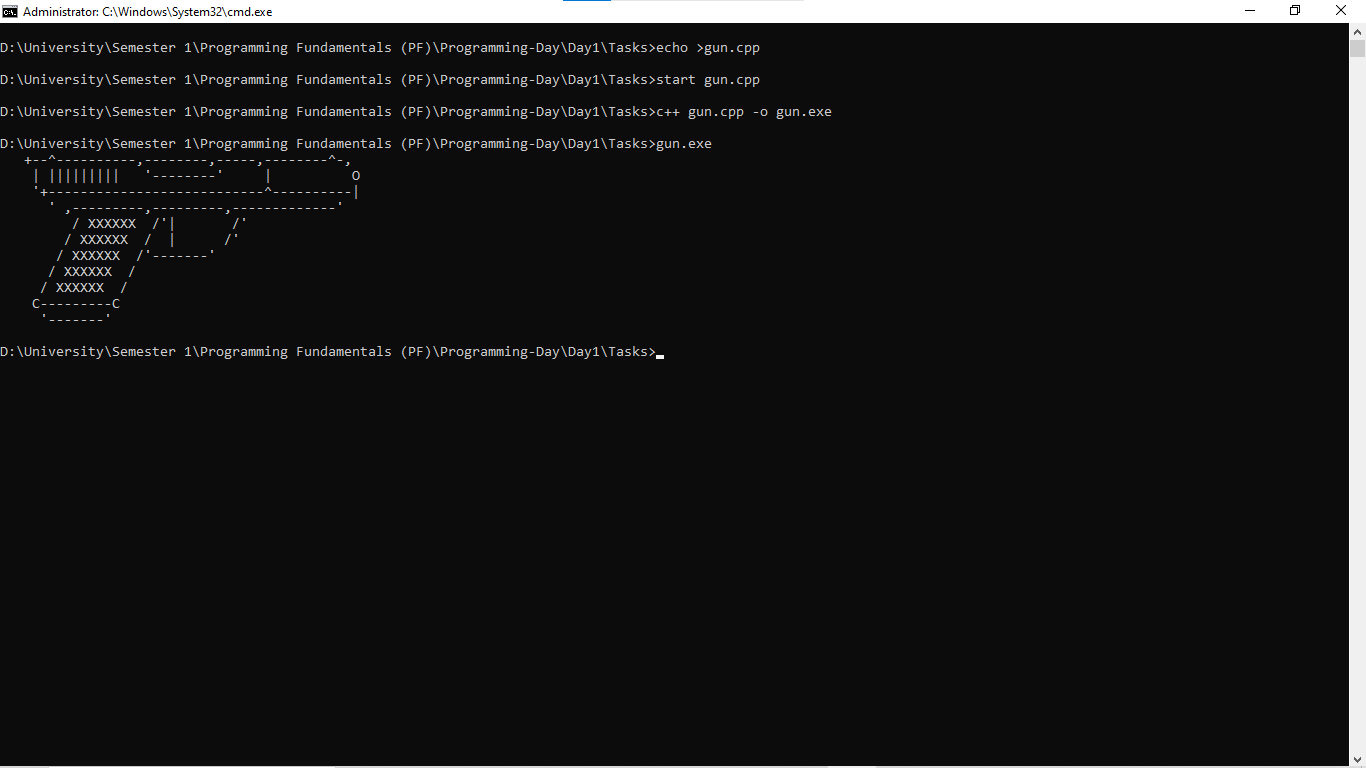 Administrator: C:\Windows\System32\cmd.exe
D:\University\Semester 1\Programming Fundamentals (PF)\Programming-Day\Day1\Tasks>echo >gun.cpp
D:\University\Semester 1\Programming Fundamentals (PF)\Programming-Day\Day1\Tasks>start gun.cpp
D:\University\Semester 1\Programming Fundamentals (PF)\Programming-Day\Day1\Tasks>c++ gun.cpp -o gun.exe
D:\University\Semester 1\Programming Fundamentals (PF)\Programming-Day\Day1\Tasks>gun.exe
   +--^----------,--------,-----,--------^-,
    | |||||||||   '--------'     |          O
    '+---------------------------^----------|
      ' ,---------,---------,-------------'
         / XXXXXX  /'|       /'
        / XXXXXX  /  |      /'
       / XXXXXX  /'-------'
      / XXXXXX  /
     / XXXXXX  /
    C---------C
     '-------'
D:\University\Semester 1\Programming Fundamentals (PF)\Programming-Day\Day1\Tasks>